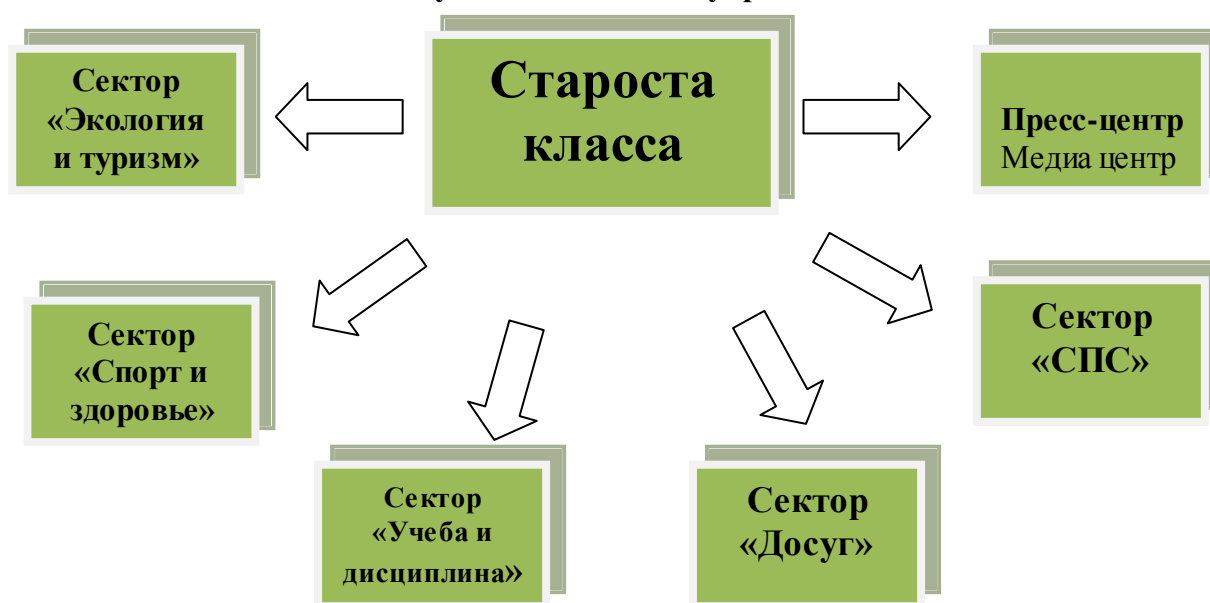 Староста
класса
Сектор
«Экология
и туризм»
Пресс-центр
Медиа центр
Сектор
«Спорт и
здоровье»
Сектор
«СПС»
Сектор
«Учеба и
дисциплина»
Сектор
«Досуг»